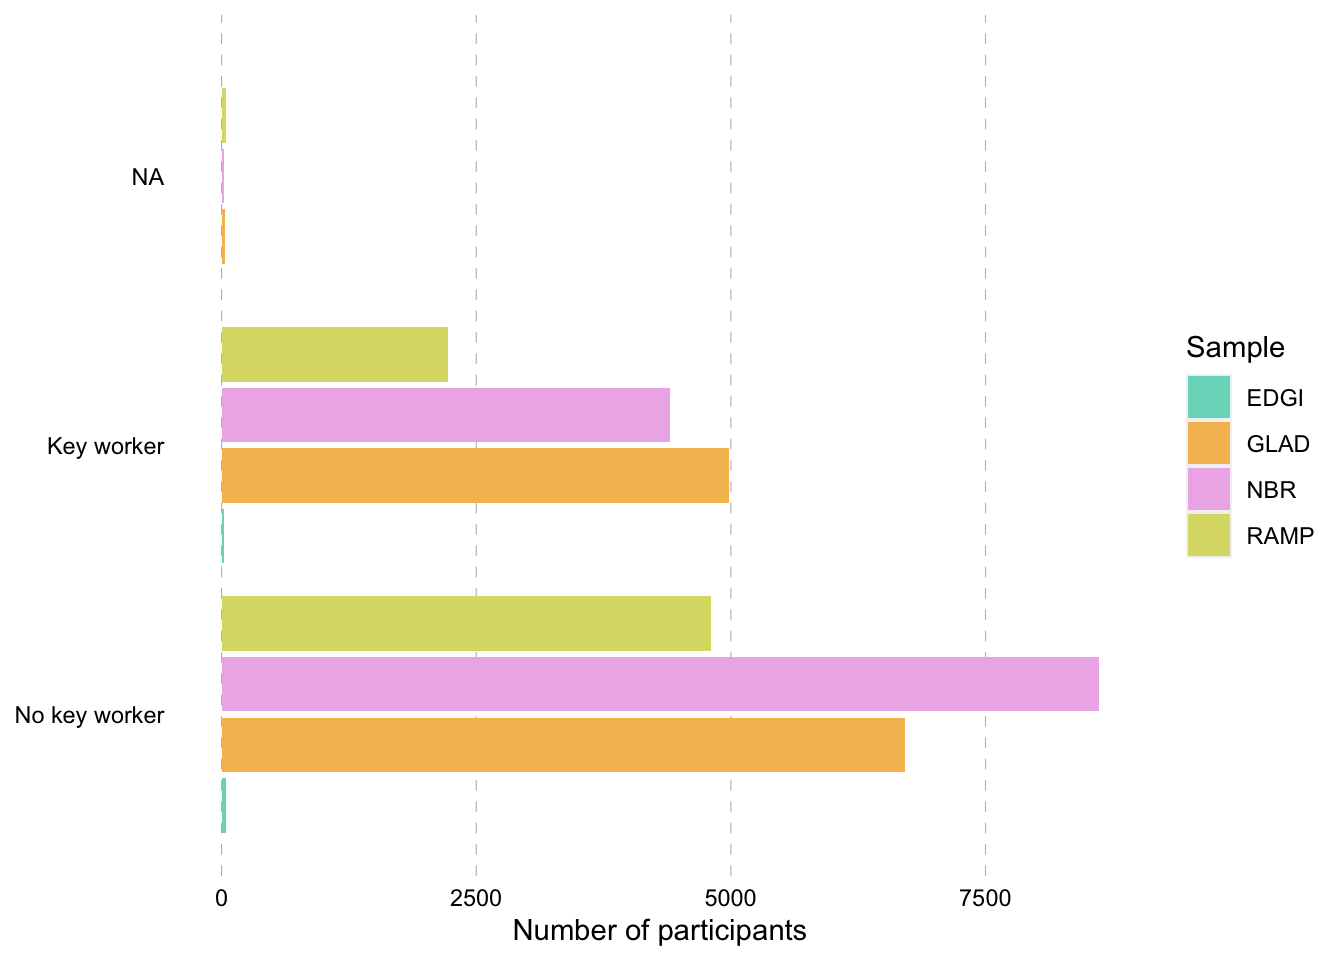 NA
Key worker
No key worker
0 2500 5000 7500
Number of participants
Sample
EDGI
GLAD
NBR
RAMP